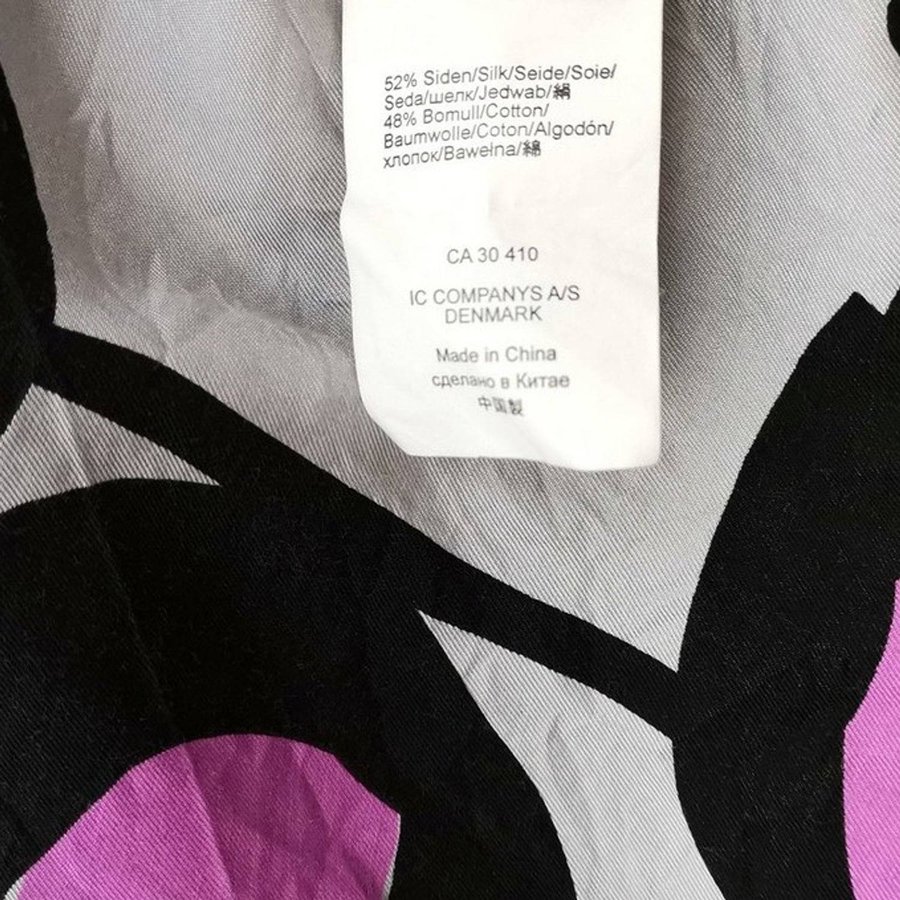 52% Siden/Silk/Seide/Soie/
Seda/шелк/Jedwab/絹
48% Bomull/Cotton/
Baumwolle/Coton/Algodón/
хлопок/Bawełna/綿
CA 30 410
IC COMPANYS A/S
DENMARK
Made in China
сделано в Китае
中国製